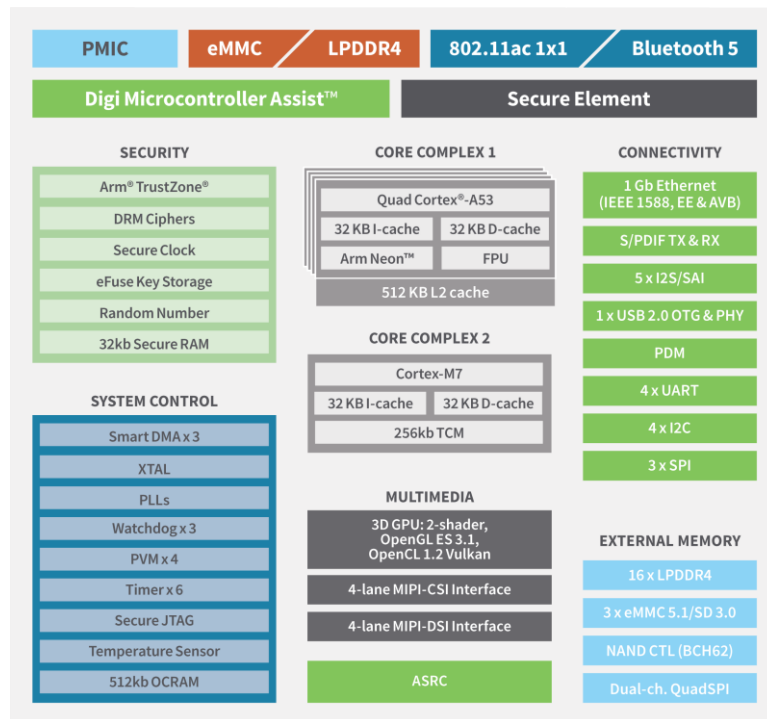 PMIC
eMMC
LPDDR4
802.11ac 1x1
Bluetooth 5
Digi Microcontroller Assist™
Secure Element
SECURITY
Arm® TrustZone®
DRM Ciphers
Secure Clock
eFuse Key Storage
Random Number
32kb Secure RAM
SYSTEM CONTROL
Smart DMA x 3
XTAL
PLLs
Watchdog x 3
PVM x 4
Timer x 6
Secure JTAG
Temperature Sensor
512kb OCRAM
CORE COMPLEX 1
Quad Cortex®-A53
32 KB I-cache
32 KB D-cache
Arm Neon™
FPU
512 KB L2 cache
CORE COMPLEX 2
Cortex-M7
32 KB I-cache
32 KB D-cache
256kb TCM
MULTIMEDIA
3D GPU: 2-shader,
OpenGL ES 3.1,
OpenCL 1.2 Vulkan
4-lane MIPI-CSI Interface
4-lane MIPI-DSI Interface
ASRC
CONNECTIVITY
1 Gb Ethernet
(IEEE 1588, EE & AVB)
S/PDIF TX & RX
5 x I2S/SAI
1 x USB 2.0 OTG & PHY
PDM
4 x UART
4 x I2C
3 x SPI
EXTERNAL MEMORY
16 x LPDDR4
3 x eMMC 5.1/SD 3.0
NAND CTL (BCH62)
Dual-ch. QuadSPI